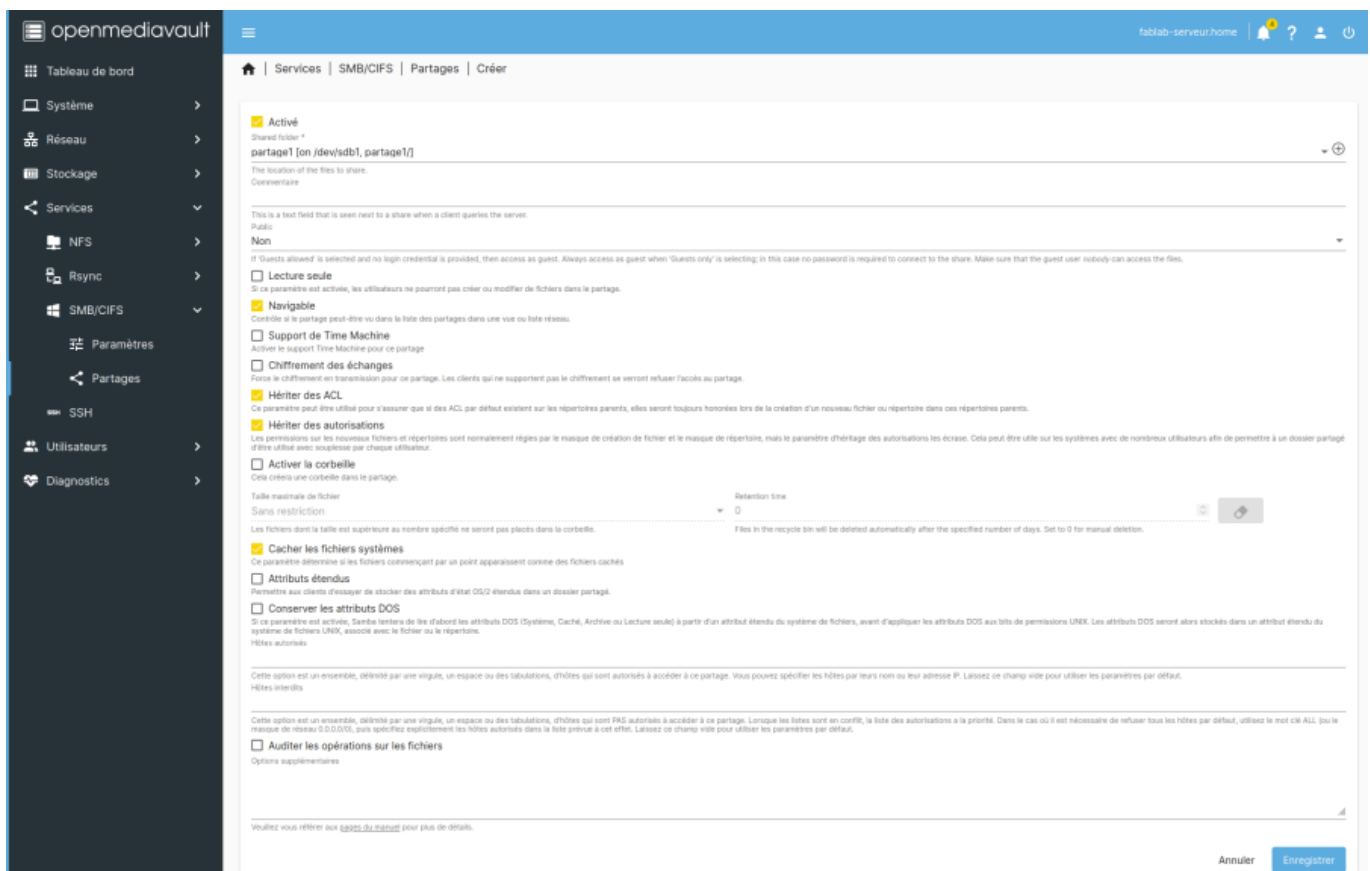 openmediavault
fablab-serveur.home
4
?
Tableau de bord
Système
Réseau
Stockage
Services
NFS
Rsync
SMB/CIFS
Paramètres
Partages
SSH
Utilisateurs
Diagnostics
| Services | SMB/CIFS | Partages | Créer
Activé
Shared folder *
partage1 [on /dev/sdb1, partage1/]
The location of the files to share.
Commentaire
This is a text field that is seen next to a share when a client queries the server.
Public
Non
If 'Guests allowed' is selected and no login credential is provided, then access as guest. Always access as guest when 'Guests only' is selecting; in this case no password is required to connect to the share. Make sure that the guest user nobody can access the files.
Lecture seule
Si ce paramètre est activée, les utilisateurs ne pourront pas créer ou modifier de fichiers dans le partage.
Navigable
Contrôle si le partage peut-être vu dans la liste des partages dans une vue ou liste réseau.
Support de Time Machine
Activer le support Time Machine pour ce partage
Chiffrement des échanges
Force le chiffrement en transmission pour ce partage. Les clients qui ne supportent pas le chiffrement se verront refuser l'accès au partage.
Hériter des ACL
Ce paramètre peut être utilisé pour s'assurer que si des ACL par défaut existent sur les répertoires parents, elles seront toujours honorées lors de la création d'un nouveau fichier ou répertoire dans ces répertoires parents.
Hériter des autorisations
Les permissions sur les nouveaux fichiers et répertoires sont normalement régies par le masque de création de fichier et le masque de répertoire, mais le paramètre d'héritage des autorisations les écrase. Cela peut être utile sur les systèmes avec de nombreux utilisateurs afin de permettre à un dossier partagé
d'être utilisé avec souplesse par chaque utilisateur.
Activer la corbeille
Cela créera une corbeille dans le partage.
Taille maximale de fichier
Sans restriction
Les fichiers dont la taille est supérieure au nombre spécifié ne seront pas placés dans la corbeille.
Retention time
0
Files in the recycle bin will be deleted automatically after the specified number of days. Set to 0 for manual deletion.
Cacher les fichiers systèmes
Ce paramètre détermine si les fichiers commençant par un point apparaissent comme des fichiers cachés
Attributs étendus
Permettre aux clients d'essayer de stocker des attributs d'état OS/2 étendus dans un dossier partagé.
Conserver les attributs DOS
Si ce paramètre est activée, Samba tentera de lire d'abord les attributs DOS (Système, Caché, Archive ou Lecture seule) à partir d'un attribut étendu du système de fichiers, avant d'appliquer les attributs DOS aux bits de permissions UNIX. Les attributs DOS seront alors stockés dans un attribut étendu du
système de fichiers UNIX, associé avec le fichier ou le répertoire.
Hôtes autorisés
Cette option est un ensemble, délimité par une virgule, un espace ou des tabulations, d'hôtes qui sont autorisés à accéder à ce partage. Vous pouvez spécifier les hôtes par leurs nom ou leur adresse IP. Laissez ce champ vide pour utiliser les paramètres par défaut.
Hôtes interdits
Cette option est un ensemble, délimité par une virgule, un espace ou des tabulations, d'hôtes qui sont PAS autorisés à accéder à ce partage. Lorsque les listes sont en conflit, la liste des autorisations a la priorité. Dans le cas où il est nécessaire de refuser tous les hôtes par défaut, utilisez le mot clé ALL (ou le
masque de réseau 0.0.0.0/0), puis spécifiez explicitement les hôtes autorisés dans la liste prévue à cet effet. Laissez ce champ vide pour utiliser les paramètres par défaut.
Auditer les opérations sur les fichiers
Options supplémentaires
Veuillez vous référer aux pages du manuel pour plus de détails.
Annuler
Enregistrer